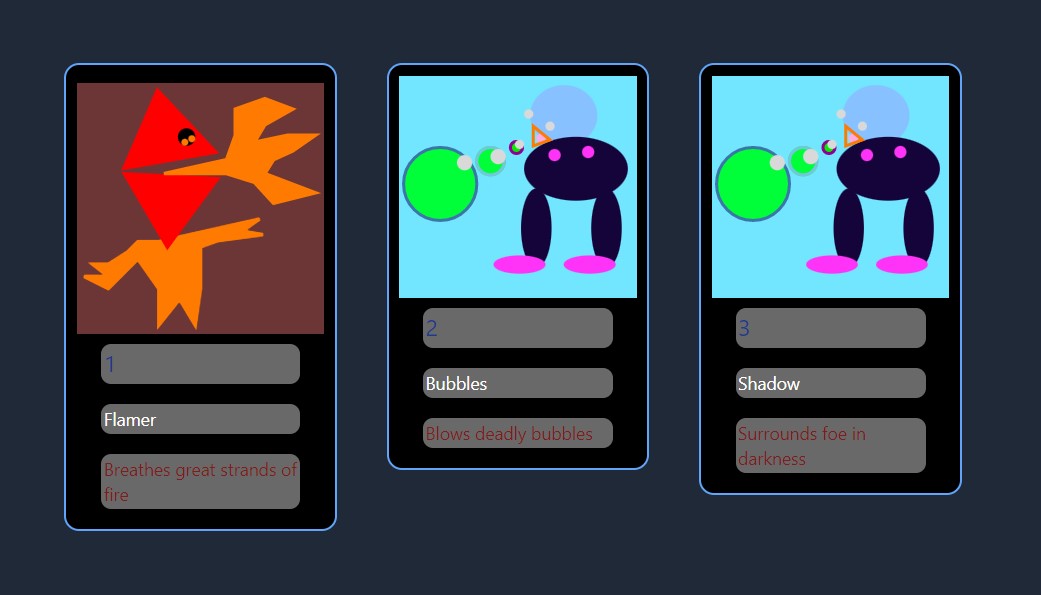 1
Flamer
Breathes great strands of
fire
2
Bubbles
Blows deadly bubbles
3
Shadow
Surrounds foe in
darkness